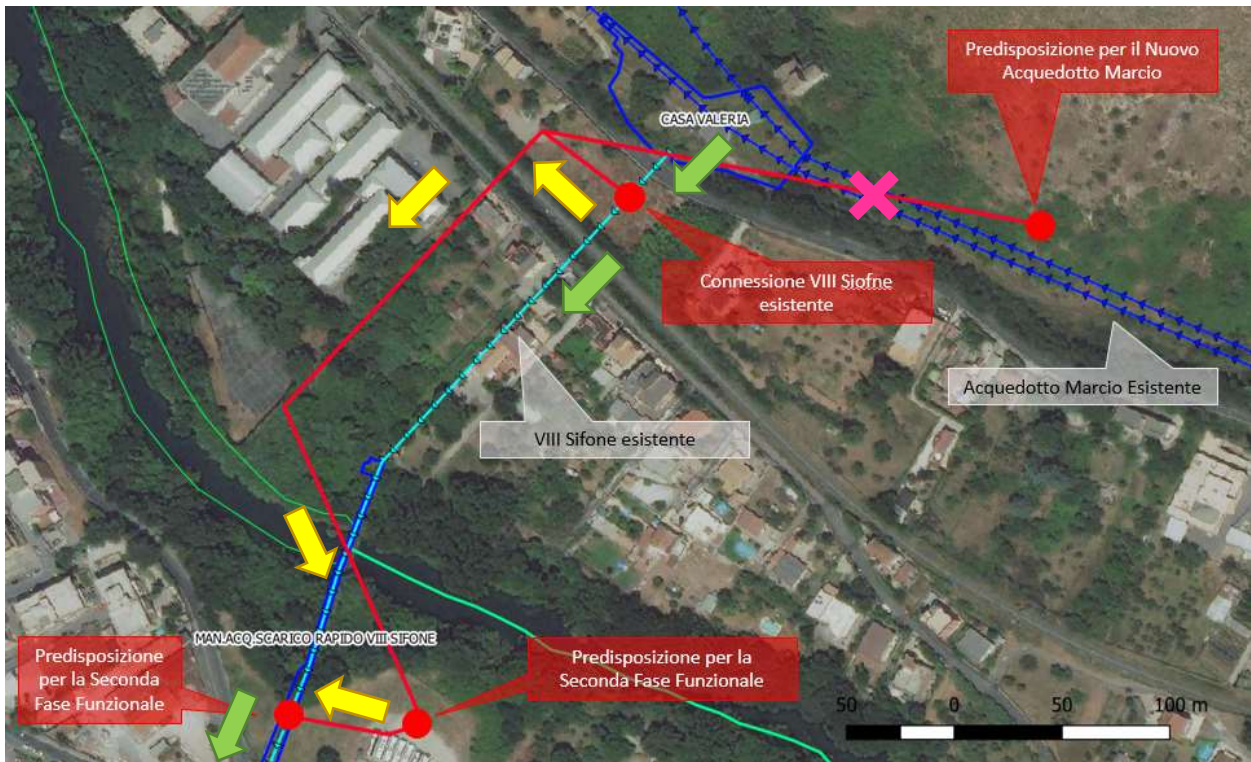 Predisposizione per il Nuovo
Acquedotto Marcio
CASA VALERIA
Connessione VIII Siofne
esistente
Acquedotto Marcio Esistente
VIII Sifone esistente
MAN.ACQ.SCARICO RAPIDO VIII SIFONE
Predisposizione
per la Seconda
Fase Funzionale
Predisposizione per la
Seconda Fase Funzionale
50 0 50 100 m